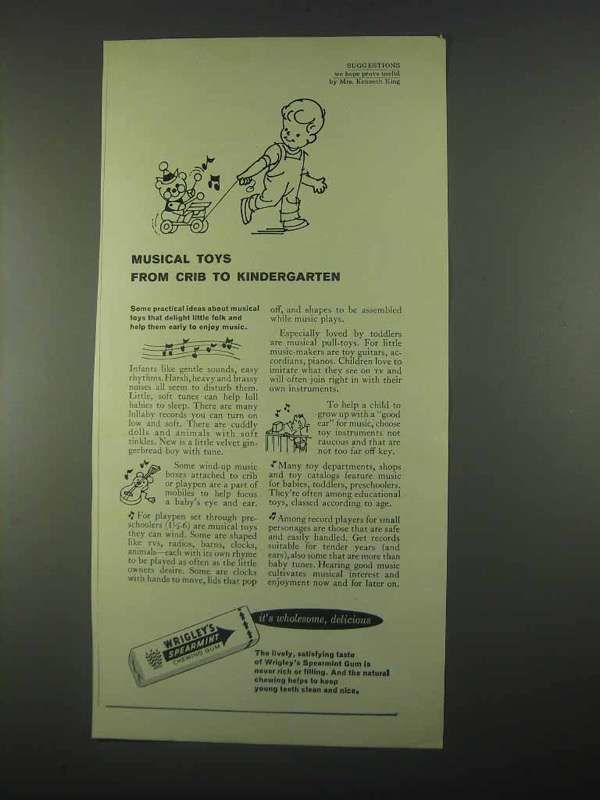 SUGGESTIONS
we hope prove useful
by Mrs. Kenneth King
MUSICAL TOYS
FROM CRIB TO KINDERGARTEN
Some practical ideas about musical
toys that delight little folk and
help them early to enjoy music.
Infants like gentle sounds, easy
rhythms. Harsh, heavy and brassy
noises all seem to disturb them.
Little, soft tunes can help lull
babies to sleep. There are many
lullaby records you can turn on
low and soft. There are cuddly
dolls and animals with soft
tinkles. New is a little velvet gin-
gerbread boy with tune.
Some wind-up music
boxes attached to crib
or playpen are a part of
mobiles to help focus
a baby's eye and ear.
For playpen set through pre-
schoolers (1½-6) are musical toys
they can wind. Some are shaped
like TVs, radios, barns, clocks,
animals—each with its own rhyme
to be played as often as the little
owners desire. Some are clocks
with hands to move, lids that pop
off, and shapes to be assembled
while music plays.
Especially loved by toddlers
are musical pull-toys. For little
music-makers are toy guitars, ac-
cordians, pianos. Children love to
imitate what they see on TV and
will often join right in with their
own instruments.
To help a child to
grow up with a "good
ear" for music, choose
toy instruments not
raucous and that are
not too far off key.
Many toy departments, shops
and toy catalogs feature music
for babies, toddlers, preschoolers.
They're often among educational
toys, classed according to age.
Among record players for small
personages are those that are safe
and easily handled. Get records
suitable for tender years (and
ears), also some that are more than
baby tunes. Hearing good music
cultivates musical interest and
enjoyment now and for later on.
WRIGLEY'S
SPEARMINT
CHEWING GUM
it's wholesome, delicious
The lively, satisfying taste
of Wrigley's Spearmint Gum is
never rich or filling. And the natural
chewing helps to keep
young teeth clean and nice.